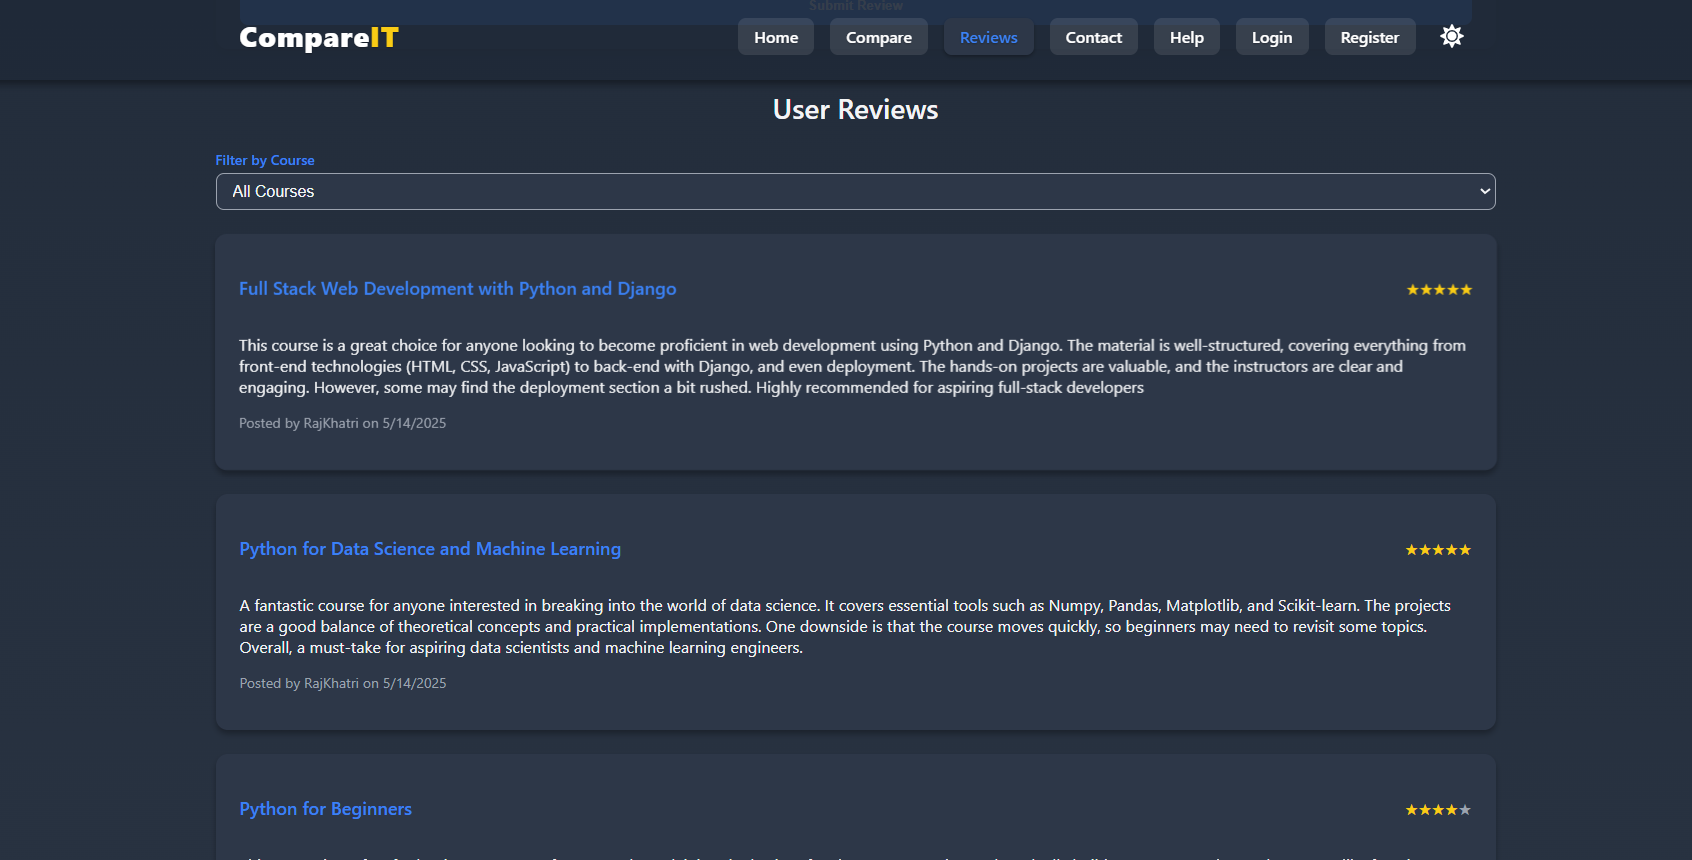 Submit Review
CompareIT
Home
Compare
Reviews
Contact
Help
Login
Register
User Reviews
Filter by Course
All Courses
Full Stack Web Development with Python and Django
★★★★★
This course is a great choice for anyone looking to become proficient in web development using Python and Django. The material is well-structured, covering everything from
front-end technologies (HTML, CSS, JavaScript) to back-end with Django, and even deployment. The hands-on projects are valuable, and the instructors are clear and
engaging. However, some may find the deployment section a bit rushed. Highly recommended for aspiring full-stack developers
Posted by RajKhatri on 5/14/2025
Python for Data Science and Machine Learning
★★★★★
A fantastic course for anyone interested in breaking into the world of data science. It covers essential tools such as Numpy, Pandas, Matplotlib, and Scikit-learn. The projects
are a good balance of theoretical concepts and practical implementations. One downside is that the course moves quickly, so beginners may need to revisit some topics.
Overall, a must-take for aspiring data scientists and machine learning engineers.
Posted by RajKhatri on 5/14/2025
Python for Beginners
★★★★★